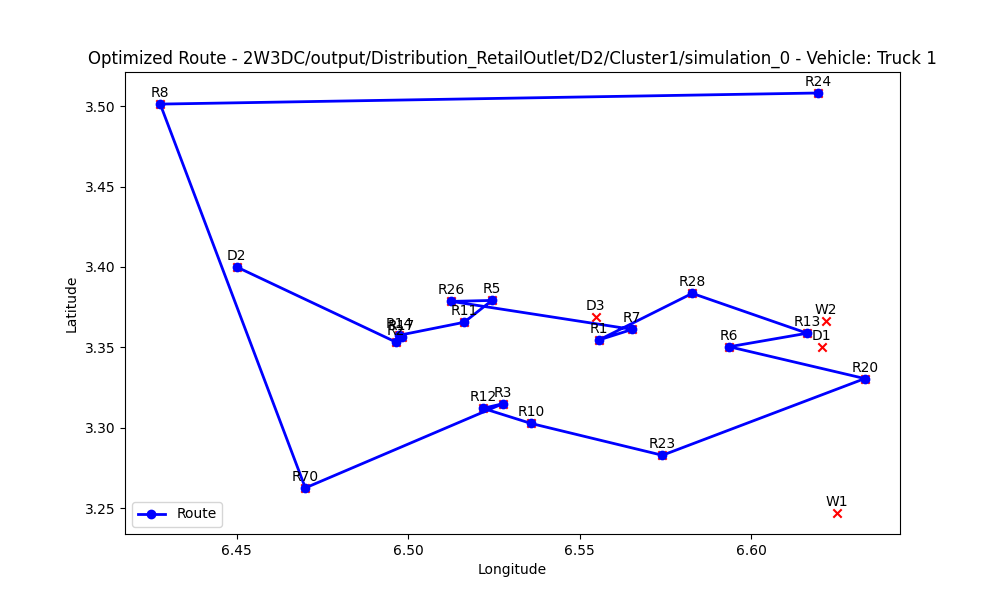 Optimized Route - 2W3DC/output/Distribution_RetailOutlet/D2/Cluster1/simulation_0 - Vehicle: Truck 1
R8
R24
3.50
3.45
3.40
3.35
3.30
3.25
Latitude
D2
R26
R5
R11
R14
D3
R1
R7
R28
W2
R13
D1
R6
R20
R12
R3
R10
R23
R70
W1
Route
6.45
6.50
6.55
6.60
Longitude